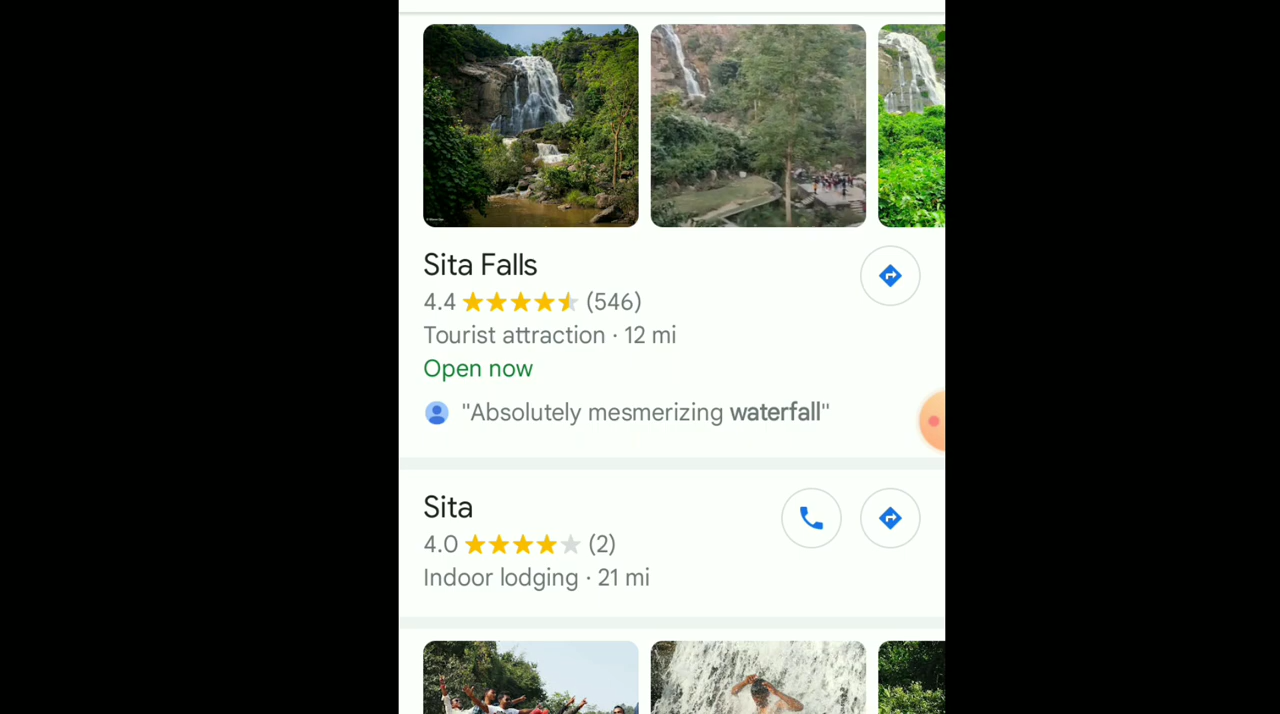 Sita Falls
4.4 (546)
Tourist attraction · 12 mi
Open now
"Absolutely mesmerizing waterfall"
Sita
4.0 (2)
Indoor lodging · 21 mi